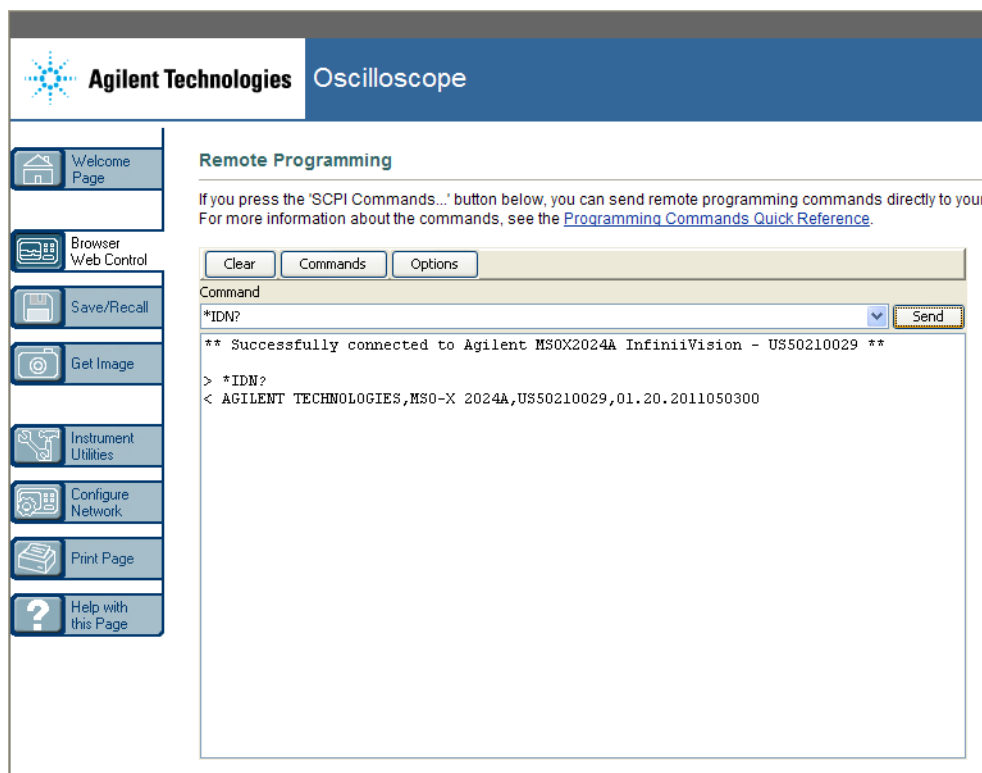 Agilent Technologies
Oscilloscope
Welcome
Page
Browser
Web Control
Save/Recall
Get Image
Instrument
Utilities
Configure
Network
Print Page
Help with
this Page
Remote Programming
If you press the 'SCPI Commands...' button below, you can send remote programming commands directly to your
For more information about the commands, see the Programming Commands Quick Reference.
Clear Commands Options
Command
*IDN? Send
** Successfully connected to Agilent MSOX2024A InfiniiVision - US50210029 **
> *IDN?
< AGILENT TECHNOLOGIES,MSO-X 2024A,US50210029,01.20.2011050300